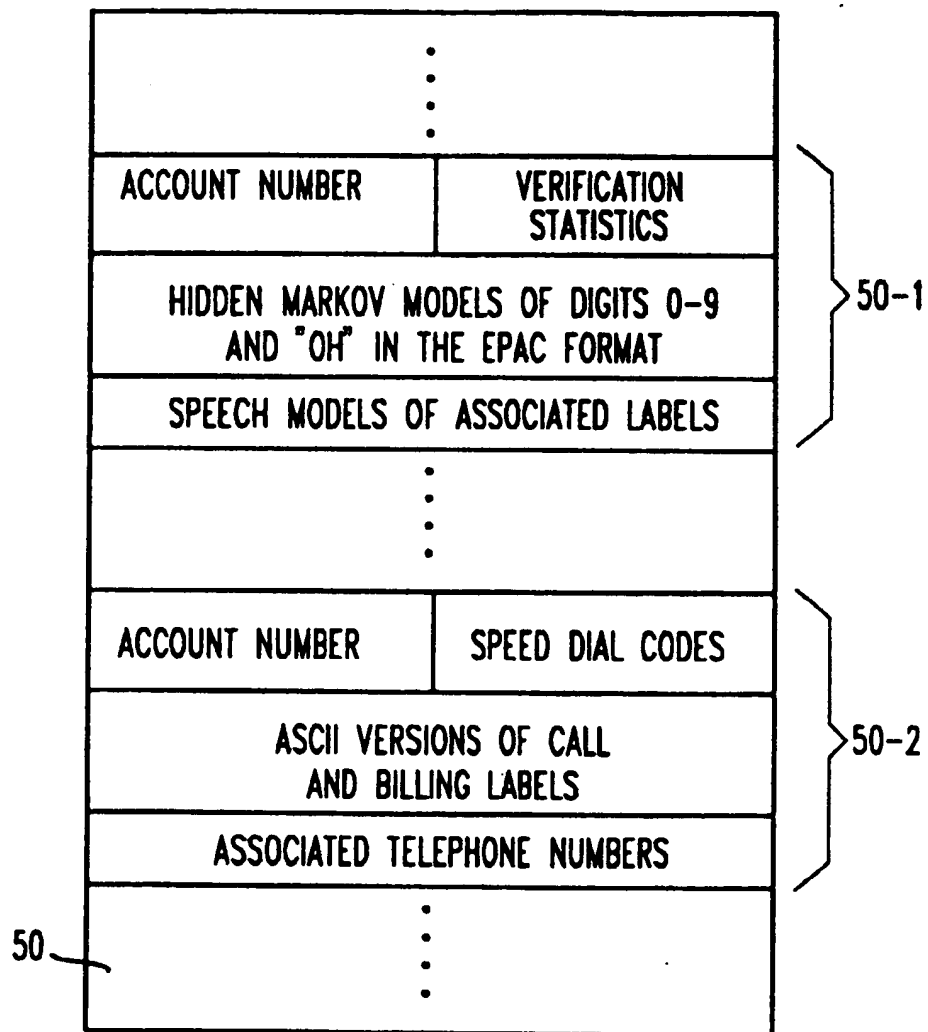 ACCOUNT NUMBER
VERIFICATION
STATISTICS
HIDDEN MARKOV MODELS OF DIGITS 0-9
AND "OH" IN THE EPAC FORMAT
SPEECH MODELS OF ASSOCIATED LABELS
50-1
ACCOUNT NUMBER
SPEED DIAL CODES
ASCII VERSIONS OF CALL
AND BILLING LABELS
ASSOCIATED TELEPHONE NUMBERS
50-2
50